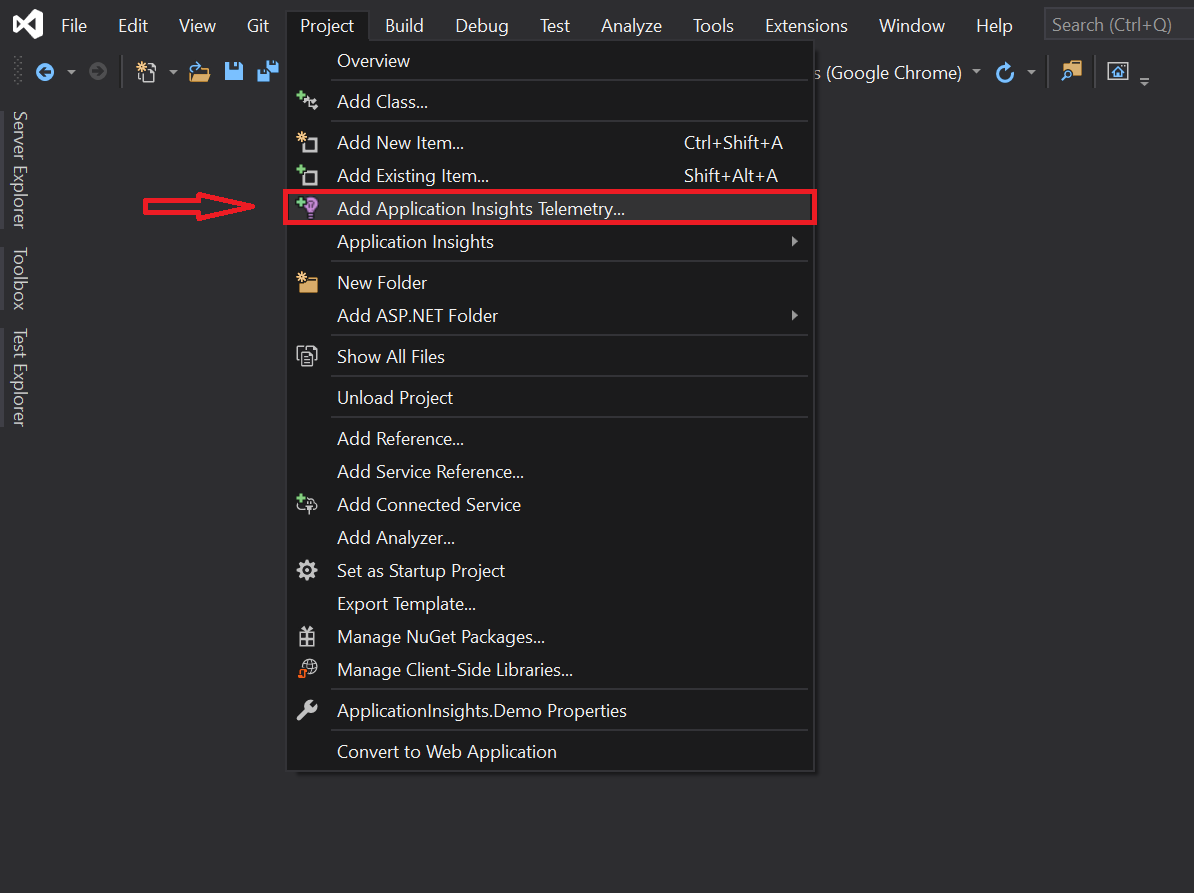 File Edit View Git Project Build Debug Test Analyze Tools Extensions Window Help Search (Ctrl+Q)
s (Google Chrome)
Server Explorer
Toolbox
Test Explorer
Overview
Add Class...
Add New Item... Ctrl+Shift+A
Add Existing Item... Shift+Alt+A
Add Application Insights Telemetry...
Application Insights
New Folder
Add ASP.NET Folder
Show All Files
Unload Project
Add Reference...
Add Service Reference...
Add Connected Service
Add Analyzer...
Set as Startup Project
Export Template...
Manage NuGet Packages...
Manage Client-Side Libraries...
ApplicationInsights.Demo Properties
Convert to Web Application